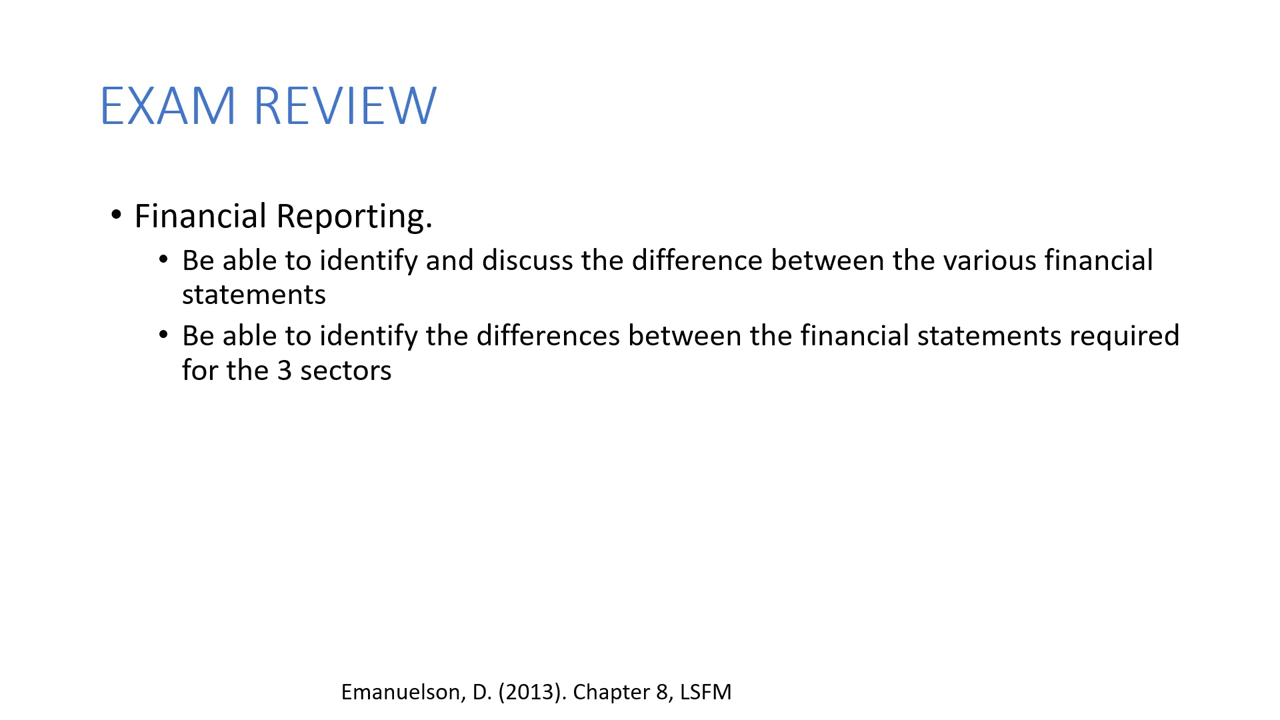 EXAM REVIEW
• Financial Reporting.
• Be able to identify and discuss the difference between the various financial
statements
• Be able to identify the differences between the financial statements required
for the 3 sectors
Emanuelson, D. (2013). Chapter 8, LSFM